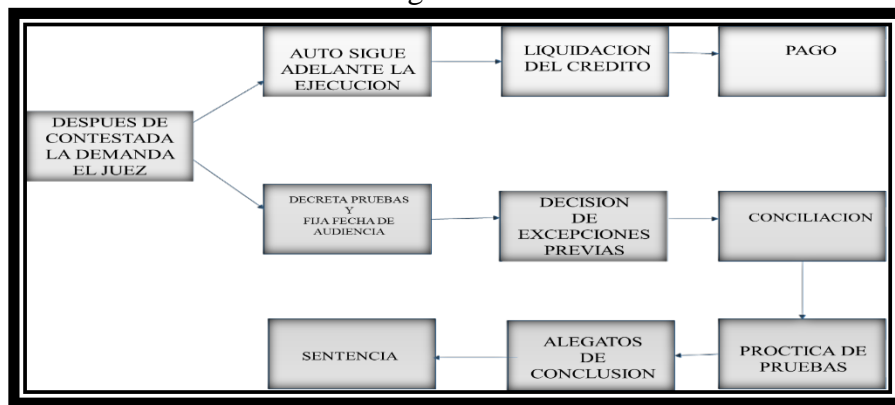 DESPUES DE
CONTESTADA
LA DEMANDA
EL JUEZ
AUTO SIGUE
ADELANTE LA
EJECUCION
LIQUIDACION
DEL CREDITO
PAGO
DECRETA PRUEBAS
Y
FIJA FECHA DE
AUDIENCIA
DECISION
DE
EXCEPCIONES
PREVIAS
CONCILIACION
PROCTICA DE
PRUEBAS
ALEGATOS
DE
CONCLUSION
SENTENCIA